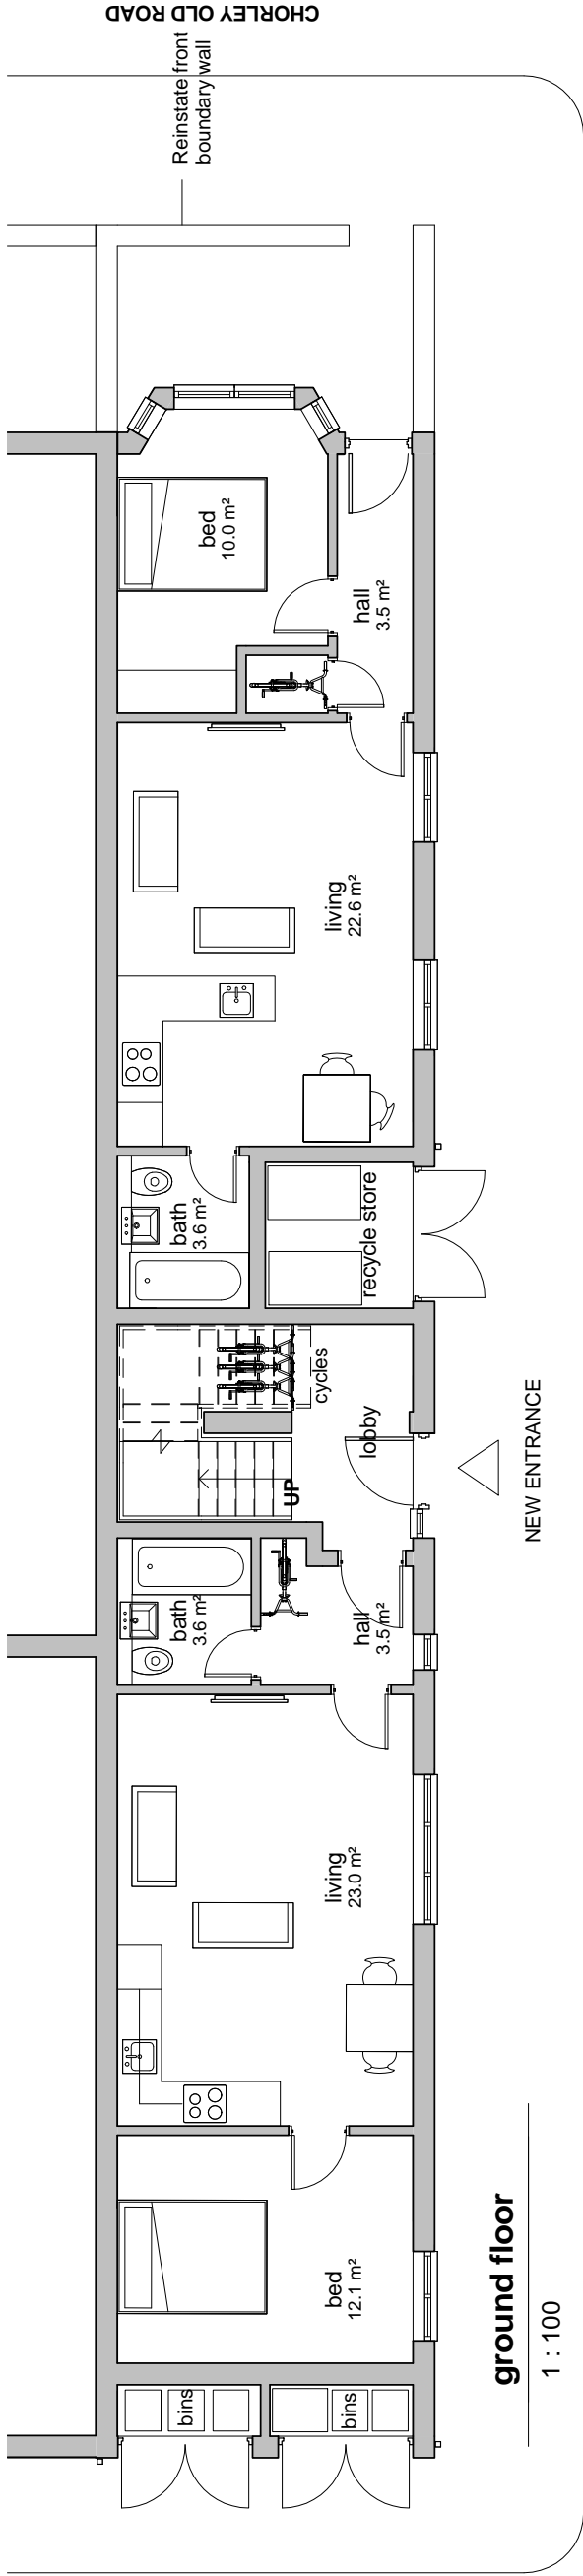 CHORLEY OLD ROAD
Reinstate front
boundary wall
bed
10.0 m²
hall
3.5 m²
living
22.6 m²
bath
3.6 m²
recycle store
cycles
lobby
UP
NEW ENTRANCE
bath
3.6 m²
hall
3.5 m²
living
23.0 m²
bed
12.1 m²
bins
bins
ground floor
1 : 100